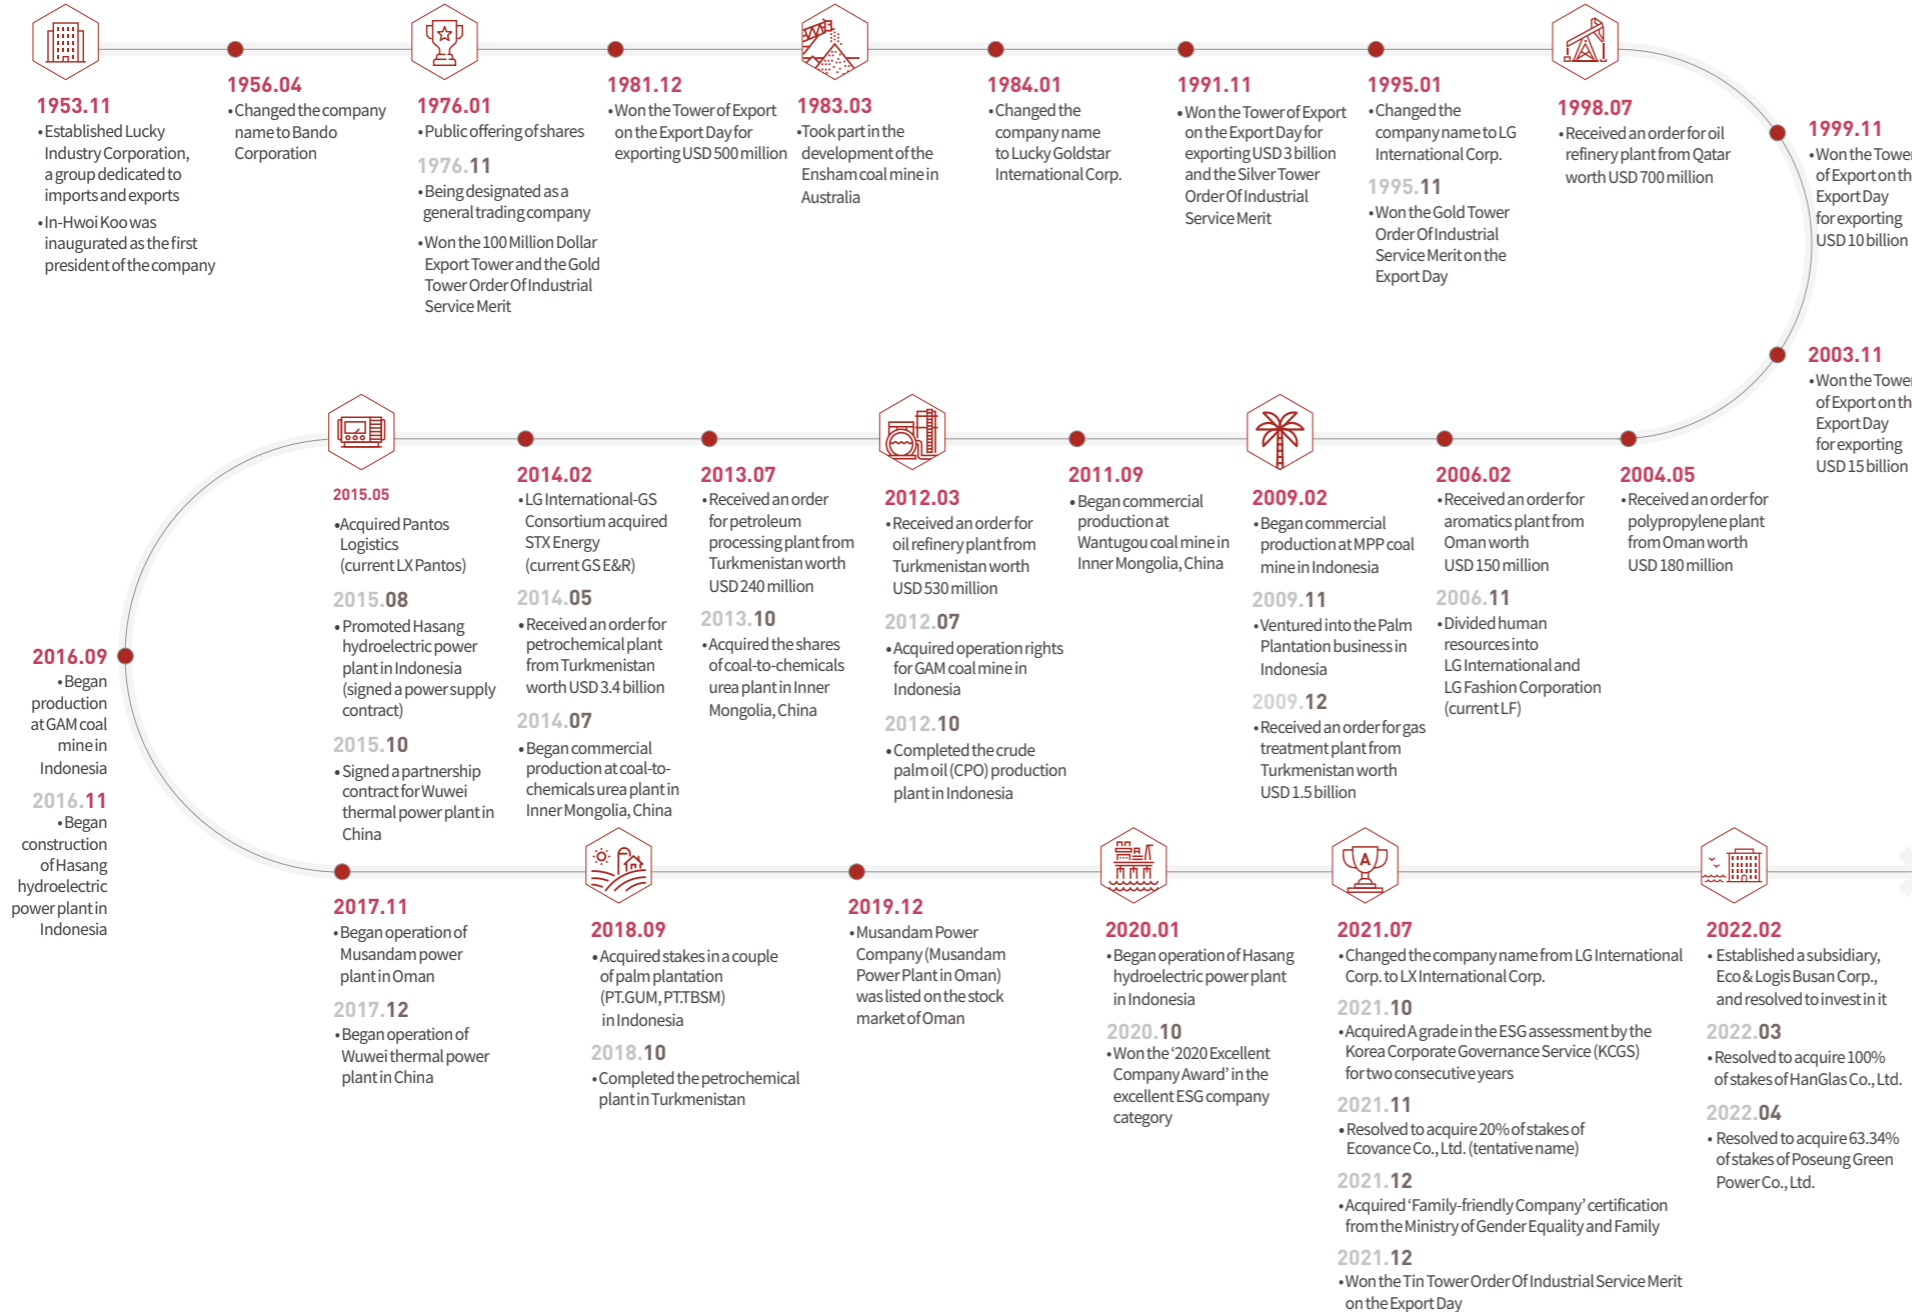 1953.11
•Established Lucky
Industry Corporation,
a group dedicated to
imports and exports
•In-Hwoi Koo was
inaugurated as the first
president of the company
1956.04
•Changed the company
name to Bando
Corporation
1976.01
•Public offering of shares
1976.11
•Being designated as a
general trading company
•Won the 100 Million Dollar
Export Tower and the Gold
Tower Order Of Industrial
Service Merit
1981.12
•Won the Tower of Export
on the Export Day for
exporting USD 500 million
1983.03
•Took part in the
development of the
Ensham coal mine in
Australia
1984.01
•Changed the
company name
to Lucky Goldstar
International Corp.
1991.11
•Won the Tower of Export
on the Export Day for
exporting USD 3 billion
and the Silver Tower
Order Of Industrial
Service Merit
1995.01
•Changed the
company name to LG
International Corp.
1995.11
•Won the Gold Tower
Order Of Industrial
Service Merit on the
Export Day
1998.07
•Received an order for oil
refinery plant from Qatar
worth USD 700 million
1999.11
•Won the Tower
of Export on th
Export Day
for exporting
USD 10 billion
2003.11
•Won the Tower
of Export on th
Export Day
for exporting
USD 15 billion
2004.05
•Received an order for
polypropylene plant
from Oman worth
USD 180 million
2006.02
•Received an order for
aromatics plant from
Oman worth
USD 150 million
2006.11
•Divided human
resources into
LG International and
LG Fashion Corporation
(current LF)
2009.02
•Began commercial
production at MPP coal
mine in Indonesia
2009.11
•Ventured into the Palm
Plantation business in
Indonesia
2009.12
•Received an order for gas
treatment plant from
Turkmenistan worth
USD 1.5 billion
2011.09
•Began commercial
production at
Wantugou coal mine in
Inner Mongolia, China
2012.03
•Received an order for
oil refinery plant from
Turkmenistan worth
USD 530 million
2012.07
•Acquired operation rights
for GAM coal mine in
Indonesia
2012.10
•Completed the crude
palm oil (CPO) production
plant in Indonesia
2013.07
•Received an order
for petroleum
processing plant from
Turkmenistan worth
USD 240 million
2013.10
•Acquired the shares
of coal-to-chemicals
urea plant in Inner
Mongolia, China
2014.02
•LG International-GS
Consortium acquired
STX Energy
(current GS E&R)
2014.05
•Received an order for
petrochemical plant
from Turkmenistan
worth USD 3.4 billion
2014.07
•Began commercial
production at coal-to-
chemicals urea plant in
Inner Mongolia, China
2015.05
•Acquired Pantos
Logistics
(current LX Pantos)
2015.08
•Promoted Hasang
hydroelectric power
plant in Indonesia
(signed a power supply
contract)
2015.10
•Signed a partnership
contract for Wuwei
thermal power plant in
China
2016.09
•Began
production
at GAM coal
mine in
Indonesia
2016.11
•Began
construction
of Hasang
hydroelectric
power plant in
Indonesia
2017.11
•Began operation of
Musandam power
plant in Oman
2017.12
•Began operation of
Wuwei thermal power
plant in China
2018.09
•Acquired stakes in a couple
of palm plantation
(PT.GUM, PT.TBSM)
in Indonesia
2018.10
•Completed the petrochemical
plant in Turkmenistan
2019.12
•Musandam Power
Company (Musandam
Power Plant in Oman)
was listed on the stock
market of Oman
2020.01
•Began operation of Hasang
hydroelectric power plant
in Indonesia
2020.10
•Won the ‘2020 Excellent
Company Award’ in the
excellent ESG company
category
A
2021.07
•Changed the company name from LG International
Corp. to LX International Corp.
2021.10
•Acquired A grade in the ESG assessment by the
Korea Corporate Governance Service (KCGS)
for two consecutive years
2021.11
•Resolved to acquire 20% of stakes of
Ecovance Co., Ltd. (tentative name)
2021.12
•Acquired ‘Family-friendly Company’ certification
from the Ministry of Gender Equality and Family
2021.12
•Won the Tin Tower Order Of Industrial Service Merit
on the Export Day
2022.02
• Established a subsidiary,
Eco & Logis Busan Corp.,
and resolved to invest in it
2022.03
•Resolved to acquire 100%
of stakes of HanGlas Co., Ltd.
2022.04
• Resolved to acquire 63.34%
of stakes of Poseung Green
Power Co., Ltd.